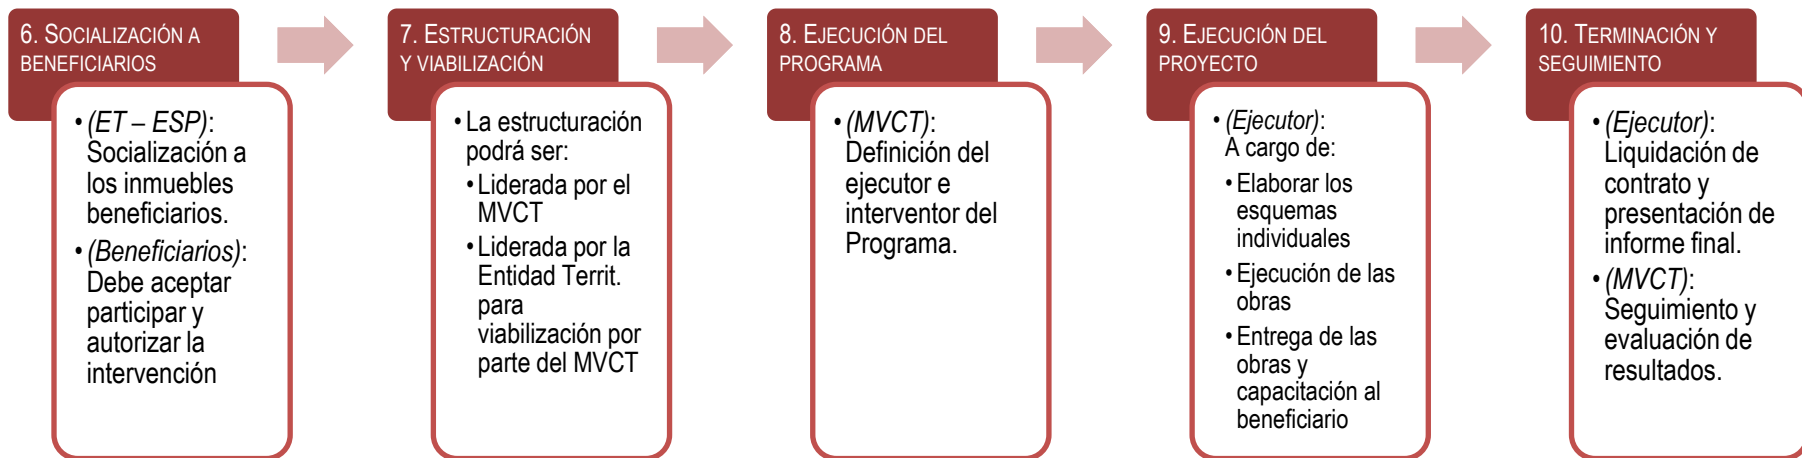 6. SOCIALIZACIÓN A
BENEFICIARIOS
• (ET – ESP):
Socialización a
los inmuebles
beneficiarios.
• (Beneficiarios):
Debe aceptar
participar y
autorizar la
intervención
7. ESTRUCTURACIÓN
Y VIABILIZACIÓN
• La estructuración
podrá ser:
• Liderada por el
MVCT
• Liderada por la
Entidad Territ.
para
viabilización por
parte del MVCT
8. EJECUCIÓN DEL
PROGRAMA
• (MVCT):
Definición del
ejecutor e
interventor del
Programa.
9. EJECUCIÓN DEL
PROYECTO
• (Ejecutor):
A cargo de:
• Elaborar los
esquemas
individuales
• Ejecución de las
obras
• Entrega de las
obras y
capacitación al
beneficiario
10. TERMINACIÓN Y
SEGUIMIENTO
• (Ejecutor):
Liquidación de
contrato y
presentación de
informe final.
• (MVCT):
Seguimiento y
evaluación de
resultados.